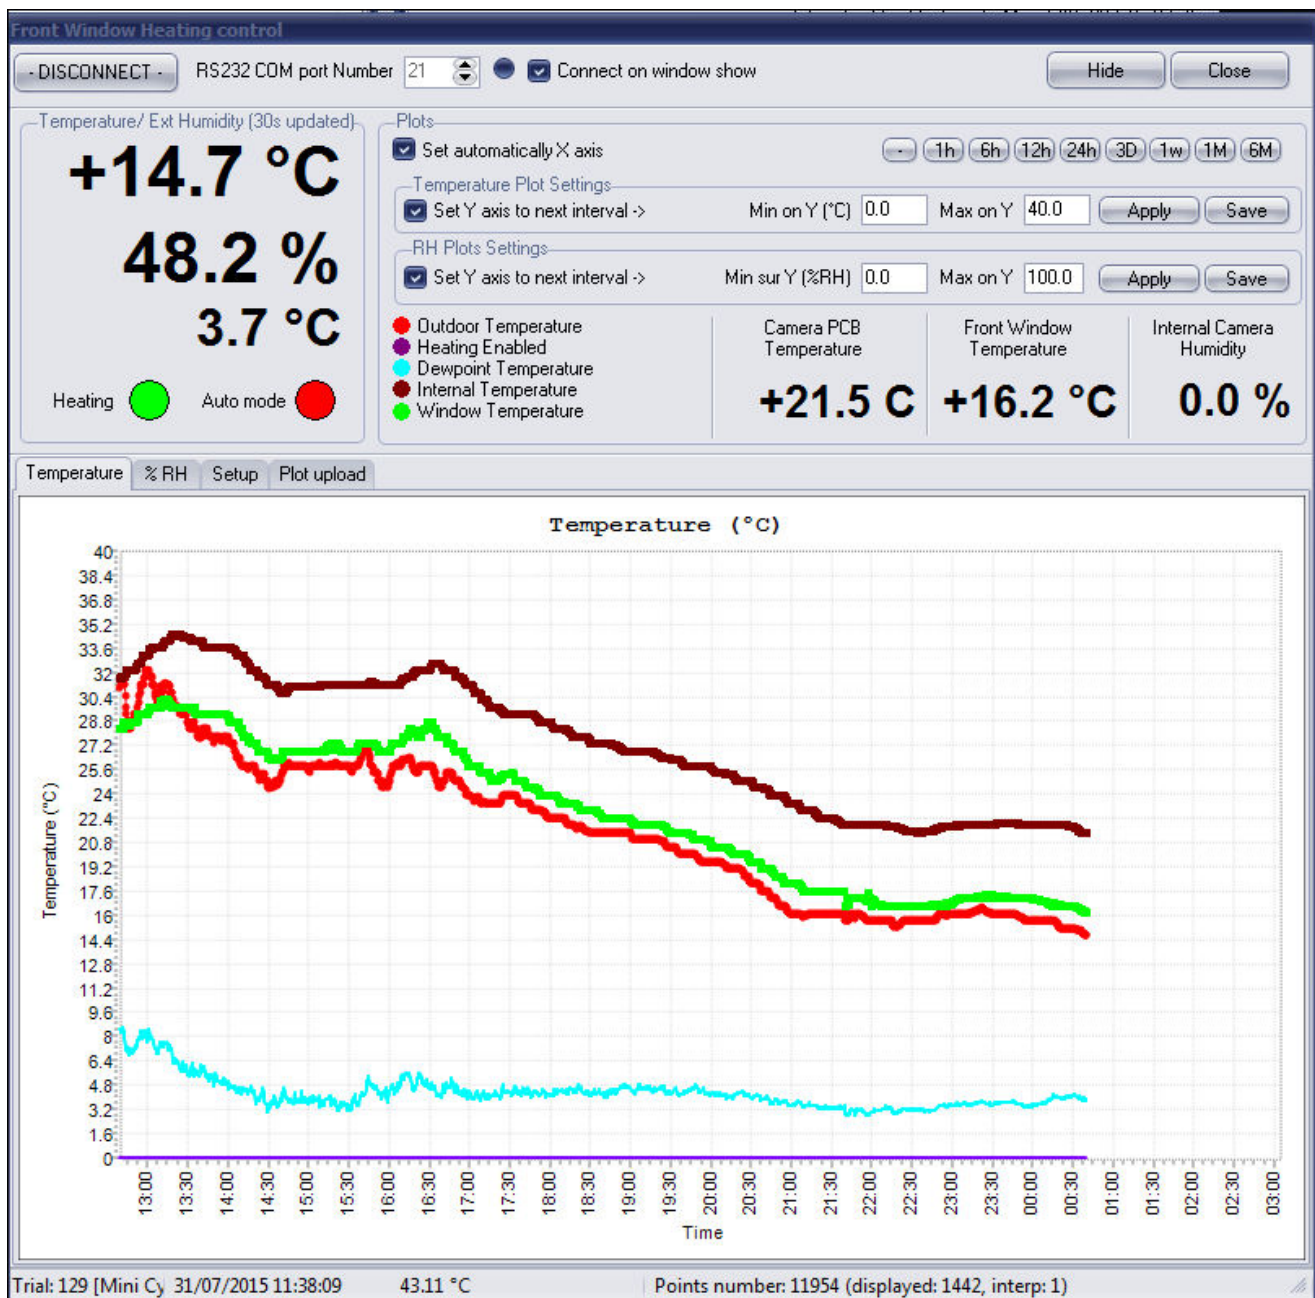 Front Window Heating control
- DISCONNECT - RS232 COM port Number 21 Connect on window show Hide Close
Temperature/ Ext Humidity (30s updated)
+14.7 °C
48.2 %
3.7 °C
Heating Auto mode
Plots
Set automatically X axis - 1h 6h 12h 24h 3D 1w 1M 6M
Temperature Plot Settings
Set Y axis to next interval -> Min on Y (°C) 0.0 Max on Y 40.0 Apply Save
RH Plots Settings
Set Y axis to next interval -> Min sur Y (%RH) 0.0 Max on Y 100.0 Apply Save
Outdoor Temperature
Heating Enabled
Dewpoint Temperature
Internal Temperature
Window Temperature
Camera PCB
Temperature
+21.5 C
Front Window
Temperature
+16.2 °C
Internal Camera
Humidity
0.0 %
Temperature % RH Setup Plot upload
Temperature (°C)
40
38.4
36.8
35.2
33.6
32
30.4
28.8
27.2
25.6
24
22.4
20.8
19.2
17.6
16
14.4
12.8
11.2
9.6
8
6.4
4.8
3.2
1.6
0
Temperature (°C)
13:00 13:30 14:00 14:30 15:00 15:30 16:00 16:30 17:00 17:30 18:00 18:30 19:00 19:30 20:00 20:30 21:00 21:30 22:00 22:30 23:00 23:30 00:00 00:30 01:00 01:30 02:00 02:30 03:00
Time
Trial: 129 [Mini Cy 31/07/2015 11:38:09 43.11 °C Points number: 11954 (displayed: 1442, interp: 1)